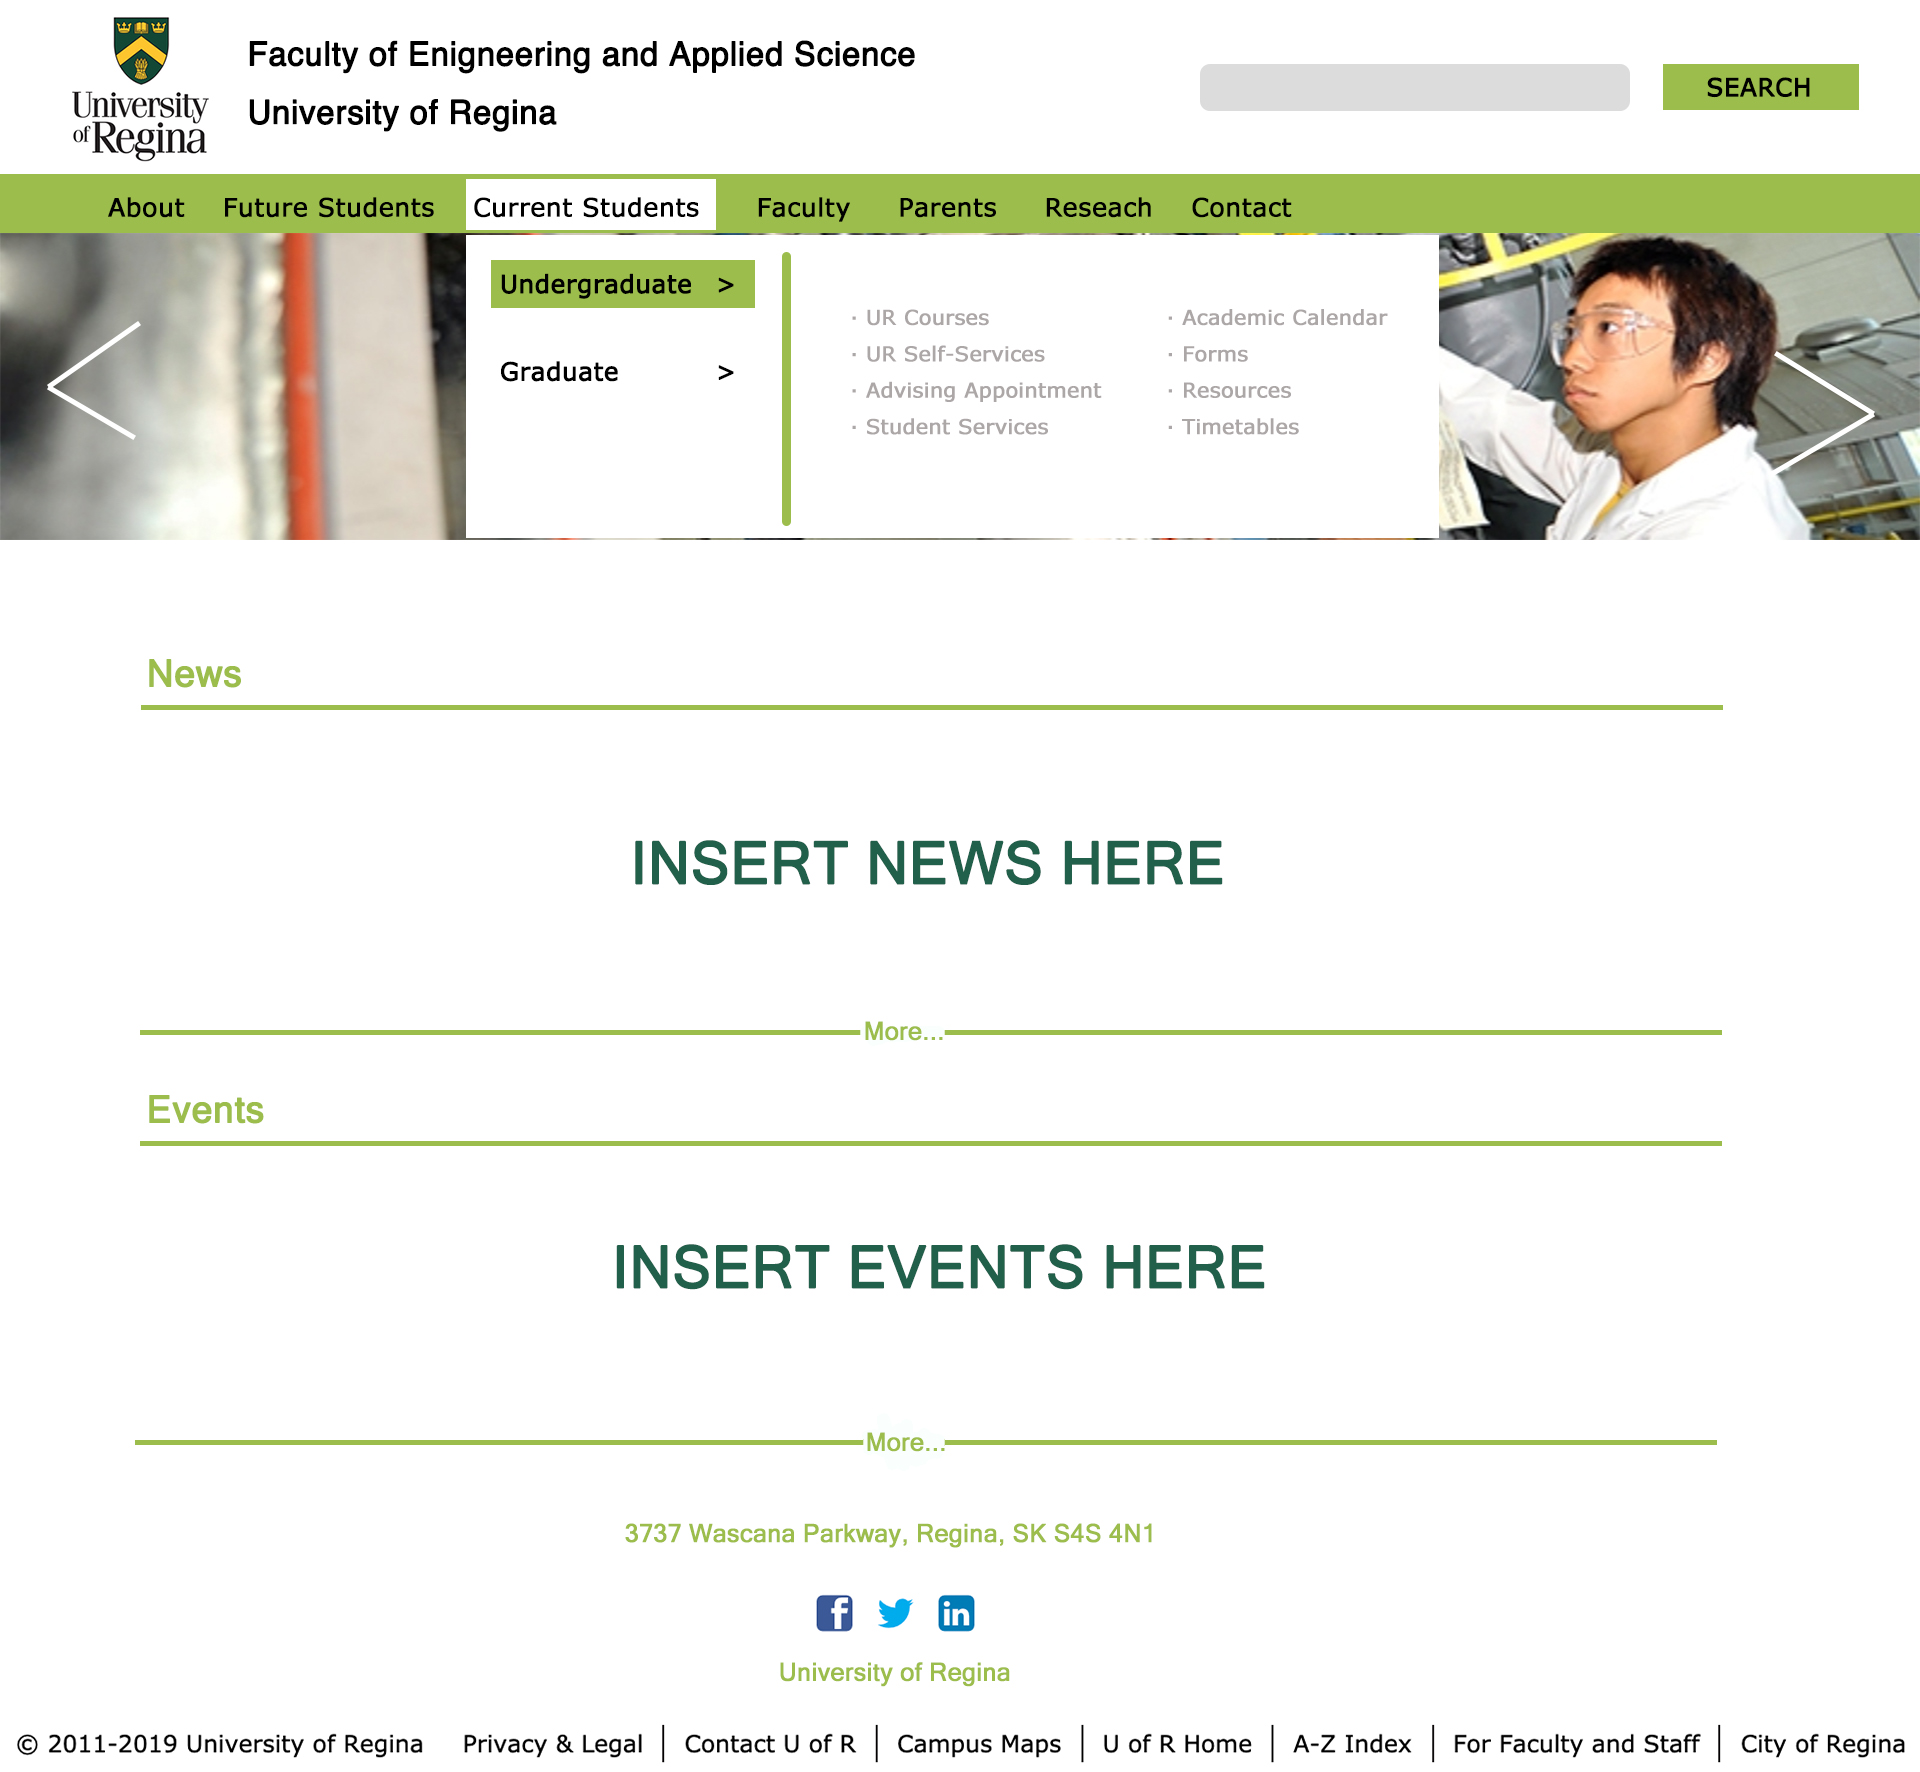 University
of Regina
Faculty of Enigneering and Applied Science
University of Regina
SEARCH
About Future Students Current Students Faculty Parents Reseach Contact
Undergraduate >
Graduate >
· UR Courses
· UR Self-Services
· Advising Appointment
· Student Services
· Academic Calendar
· Forms
· Resources
· Timetables
News
INSERT NEWS HERE
More...
Events
INSERT EVENTS HERE
More...
3737 Wascana Parkway, Regina, SK S4S 4N1
University of Regina
© 2011-2019 University of Regina Privacy & Legal | Contact U of R | Campus Maps | U of R Home | A-Z Index | For Faculty and Staff | City of Regina